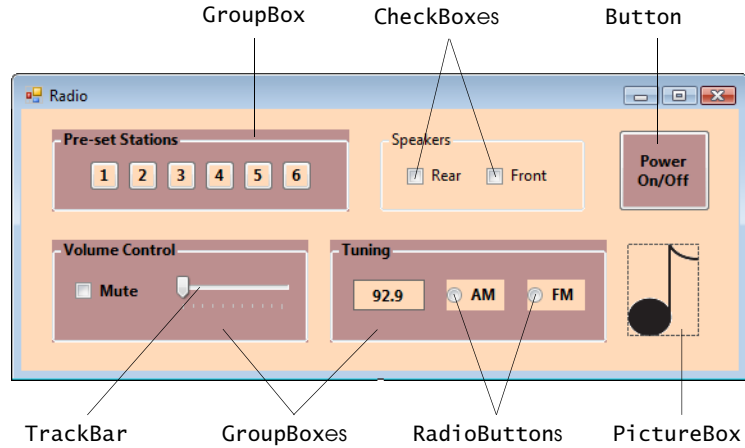 GroupBox CheckBoxes Button
Radio
Pre-set Stations
1 2 3 4 5 6
Speakers
Rear Front
Power
On/Off
Volume Control
Mute
Tuning
92.9 AM FM
TrackBar GroupBoxes RadioButtons PictureBox